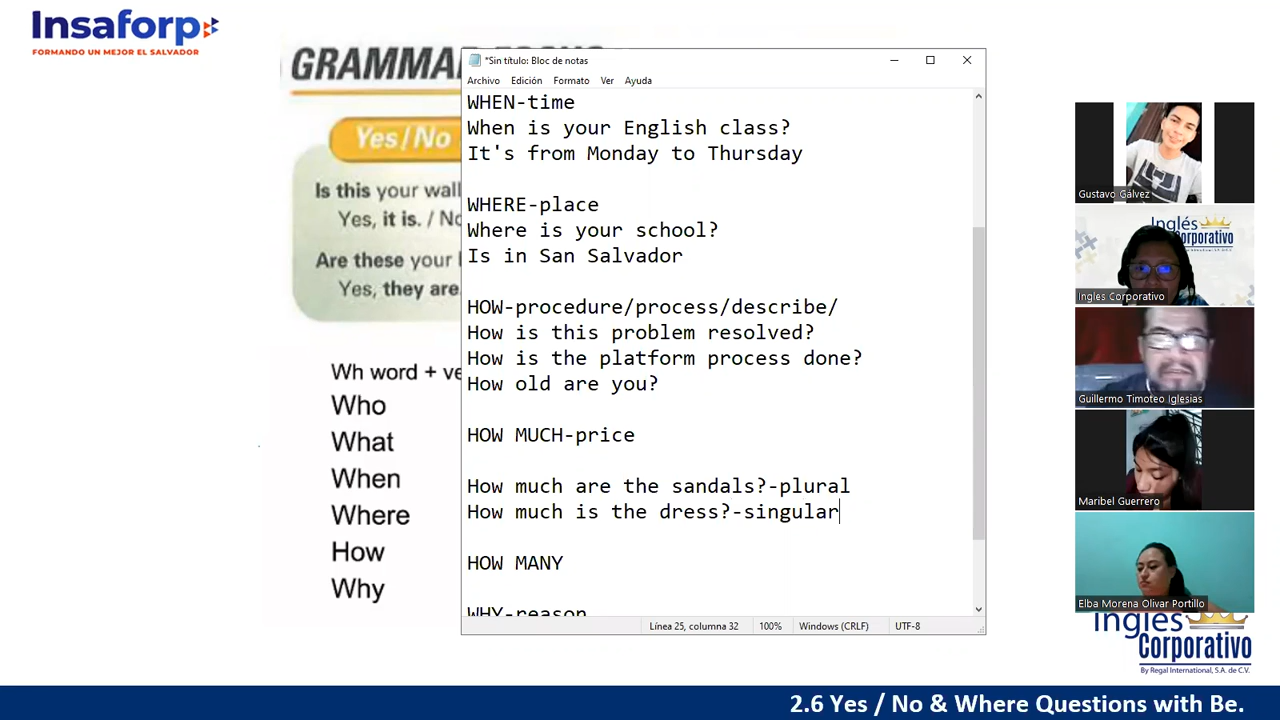 Insaforp
FORMANDO UN MEJOR EL SALVADOR
GRAMMAR
Yes/No
Is this your
Yes, it is. / No
Are these your
Yes, they are.
Wh word +
Who
What
When
Where
How
Why
*Sin título: Bloc de notas
Archivo Edición Formato Ver Ayuda
WHEN-time
When is your English class?
It's from Monday to Thursday
WHERE-place
Where is your school?
Is in San Salvador
HOW-procedure/process/describe/
How is this problem resolved?
How is the platform process done?
How old are you?
HOW MUCH-price
How much are the sandals?-plural
How much is the dress?-singular
HOW MANY
WHY-reason
Línea 25, columna 32 100% Windows (CRLF) UTF-8
Gustavo Gálvez
Inglés
Corporativo
Ingles Corporativo
Guillermo Timoteo Iglesias
Maribel Guerrero
Elba Morena Olivar Portillo
Inglés
Corporativo
By Regal International, S.A. de C.V.
2.6 Yes / No & Where Questions with Be.